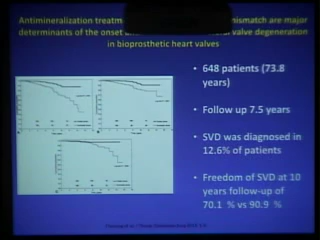 Antimineralization treatm mismatch are major
determinants of the onset valve degeneration
in bioprosthetic heart valves
• 648 patients (73.8
years)
• Follow up 7.5 years
• SVD was diagnosed in
12.6% of patients
• Freedom of SVD at 10
years follow-up of
70.1 % vs 90.9 %